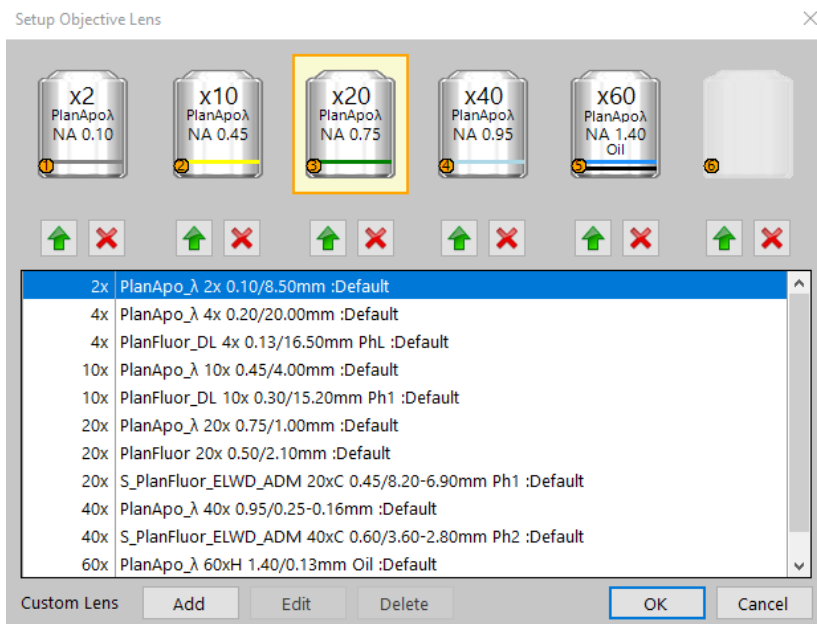 Setup Objective Lens
x2
PlanApoλ
NA 0.10
1
x10
PlanApoλ
NA 0.45
2
x20
PlanApoλ
NA 0.75
3
x40
PlanApoλ
NA 0.95
4
x60
PlanApoλ
NA 1.40
Oil
5
6
2x PlanApo_λ 2x 0.10/8.50mm :Default
4x PlanApo_λ 4x 0.20/20.00mm :Default
4x PlanFluor_DL 4x 0.13/16.50mm PhL :Default
10x PlanApo_λ 10x 0.45/4.00mm :Default
10x PlanFluor_DL 10x 0.30/15.20mm Ph1 :Default
20x PlanApo_λ 20x 0.75/1.00mm :Default
20x PlanFluor 20x 0.50/2.10mm :Default
20x S_PlanFluor_ELWD_ADM 20xC 0.45/8.20-6.90mm Ph1 :Default
40x PlanApo_λ 40x 0.95/0.25-0.16mm :Default
40x S_PlanFluor_ELWD_ADM 40xC 0.60/3.60-2.80mm Ph2 :Default
60x PlanApo_λ 60xH 1.40/0.13mm Oil :Default
Custom Lens Add Edit Delete OK Cancel